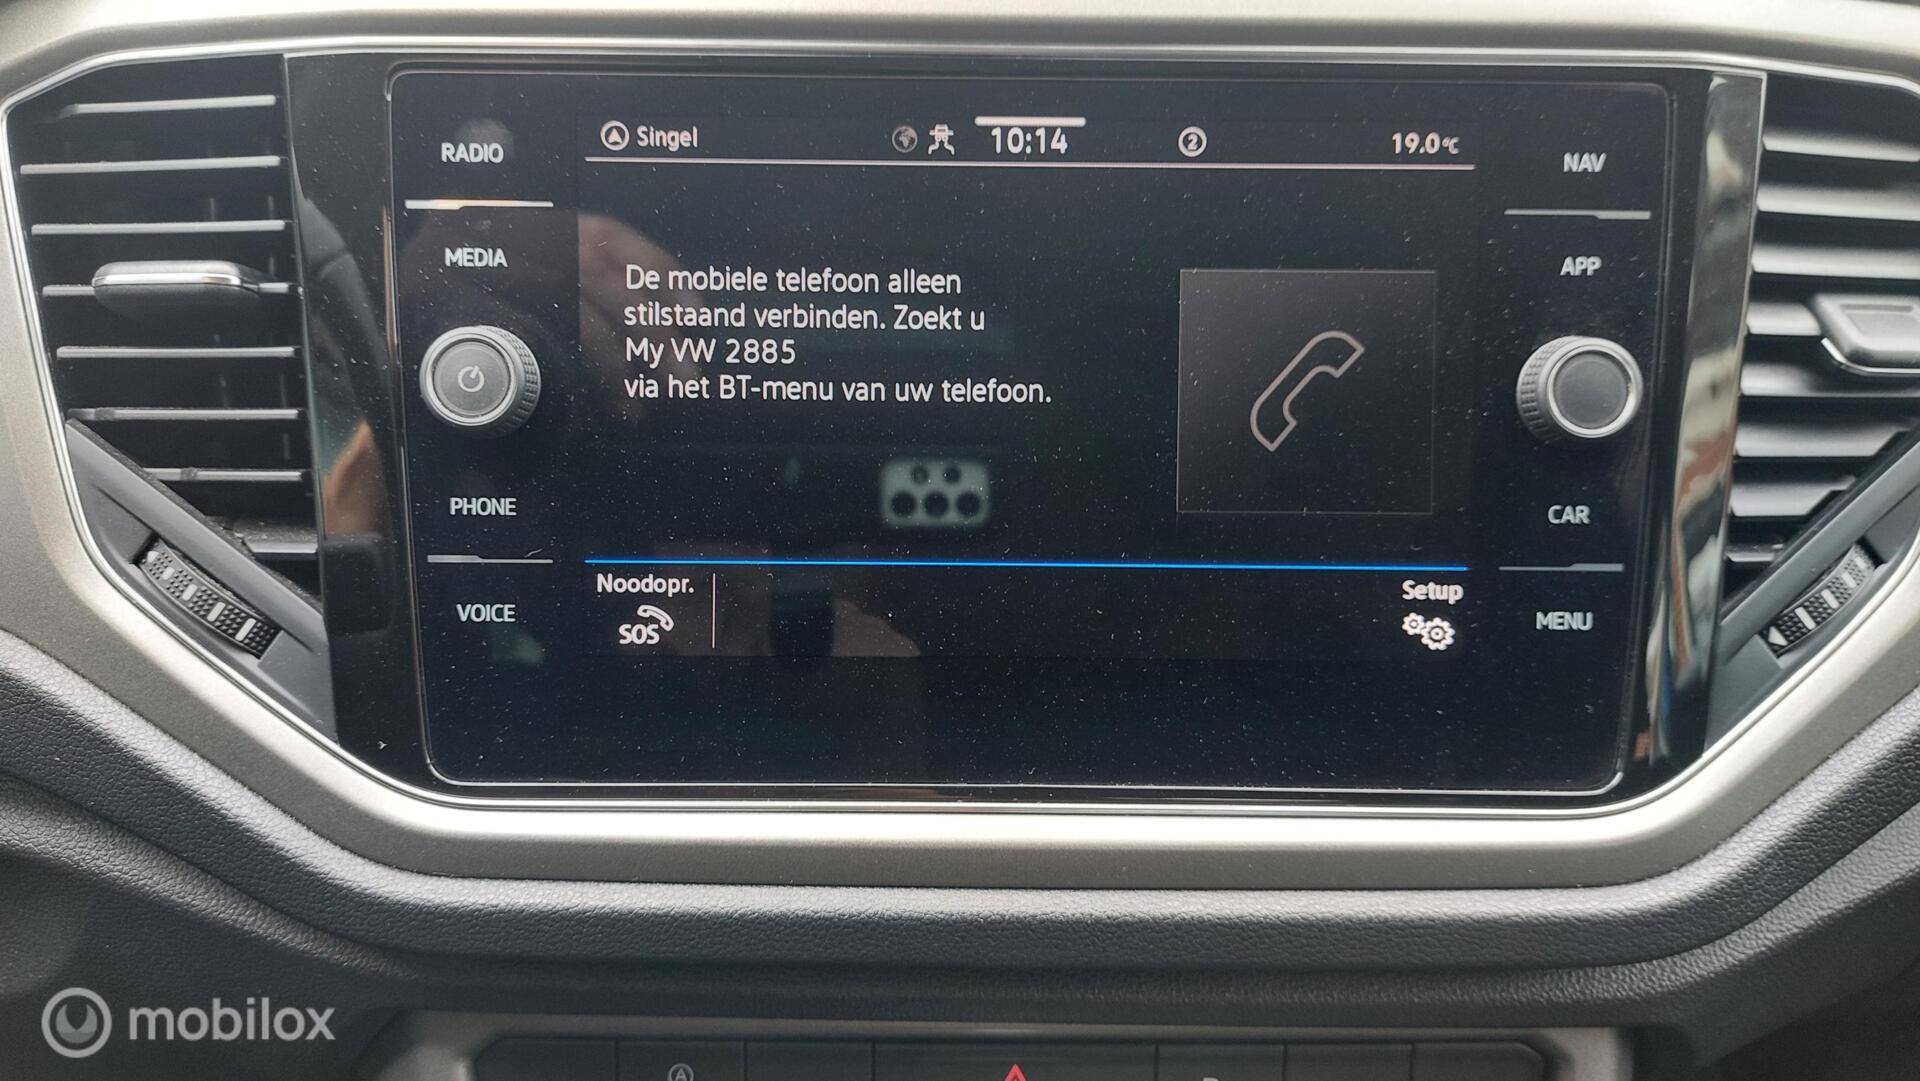 RADIO
MEDIA
PHONE
VOICE
Singel
10:14
2
19.0°C
De mobiele telefoon alleen
stilstaand verbinden. Zoekt u
My VW 2885
via het BT-menu van uw telefoon.
Noodopr.
SOS
Setup
NAV
APP
CAR
MENU
A
mobilox